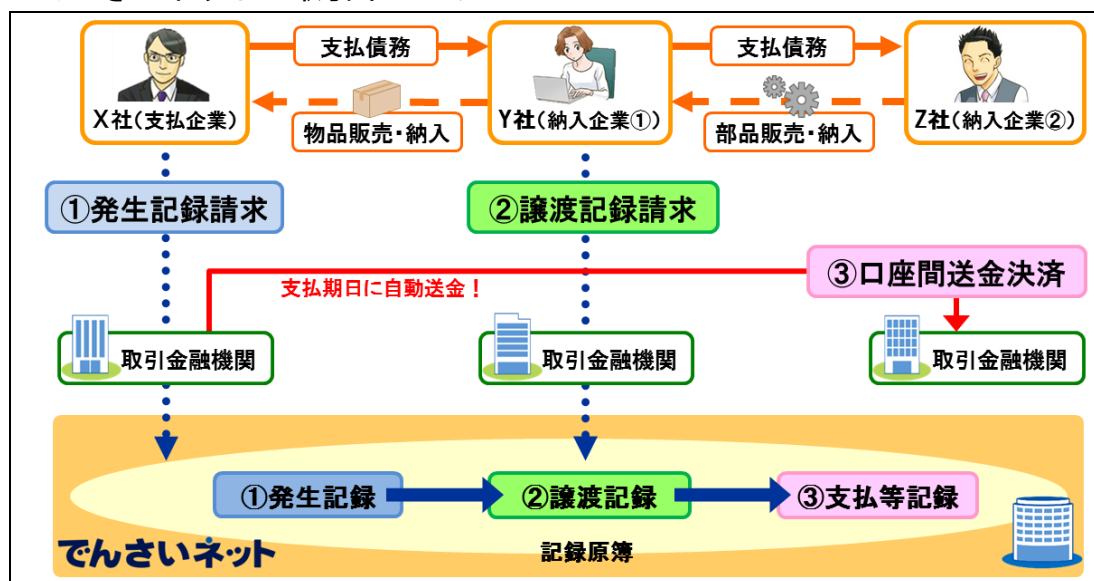 支払債務
支払債務
X社(支払企業)
物品販売・納入
Y社(納入企業①)
部品販売・納入
Z社(納入企業②)
①発生記録請求
②譲渡記録請求
③口座間送金決済
支払期日に自動送金!
取引金融機関
取引金融機関
取引金融機関
①発生記録
②譲渡記録
③支払等記録
でんさいネット
記録原簿